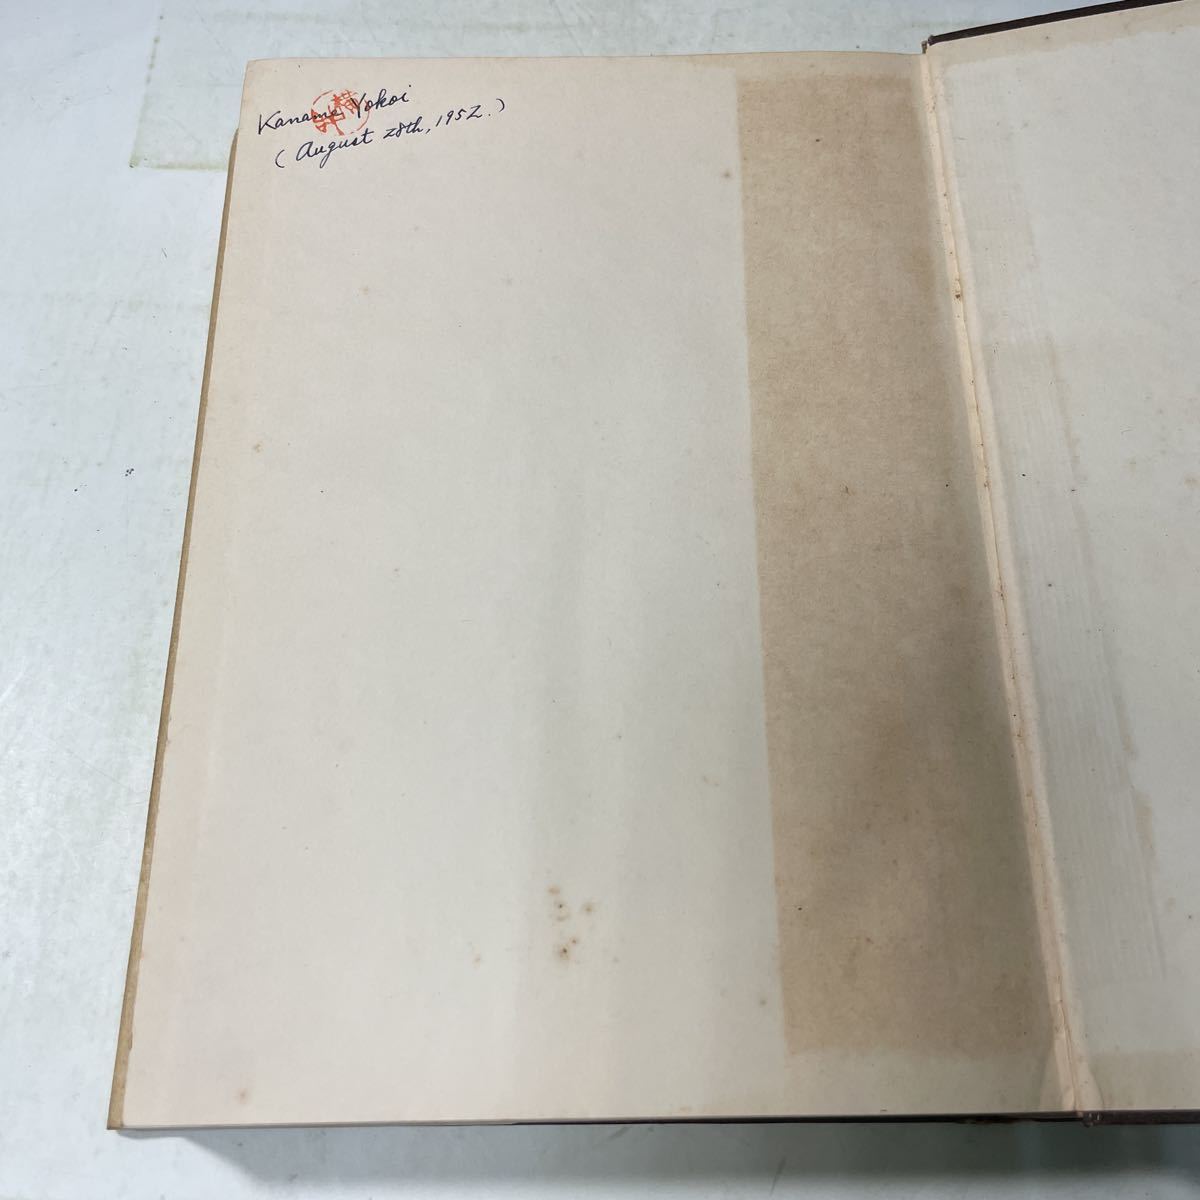 Kaname Yokoi
(August 28th, 1952.)